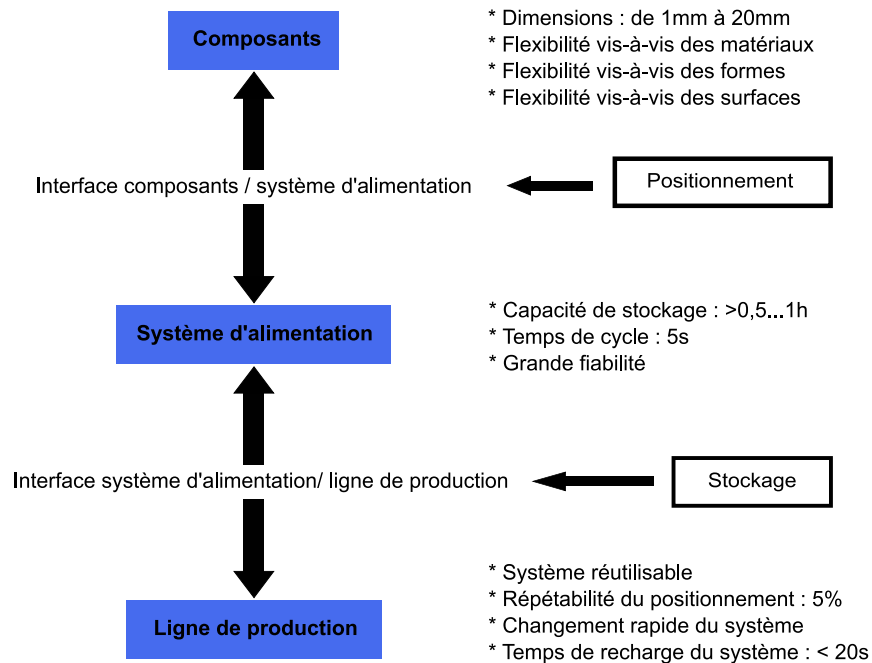 Composants
* Dimensions : de 1mm à 20mm
* Flexibilité vis-à-vis des matériaux
* Flexibilité vis-à-vis des formes
* Flexibilité vis-à-vis des surfaces
Interface composants / système d'alimentation
Positionnement
Système d'alimentation
* Capacité de stockage : >0,5...1h
* Temps de cycle : 5s
* Grande fiabilité
Interface système d'alimentation/ ligne de production
Stockage
Ligne de production
* Système réutilisable
* Répétabilité du positionnement : 5%
* Changement rapide du système
* Temps de recharge du système : < 20s